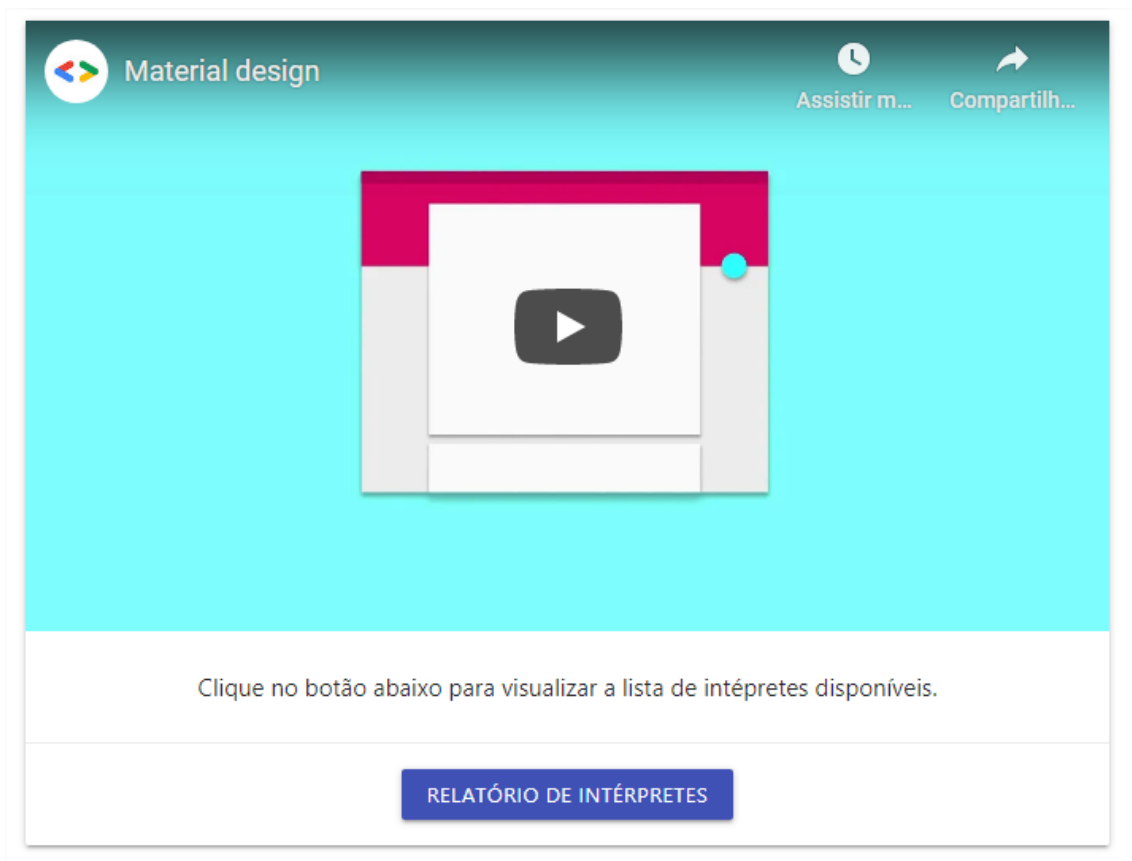 Material design
Assistir m...
Compartilh...
Clique no botão abaixo para visualizar a lista de intépretes disponíveis.
RELATÓRIO DE INTÉRPRETES